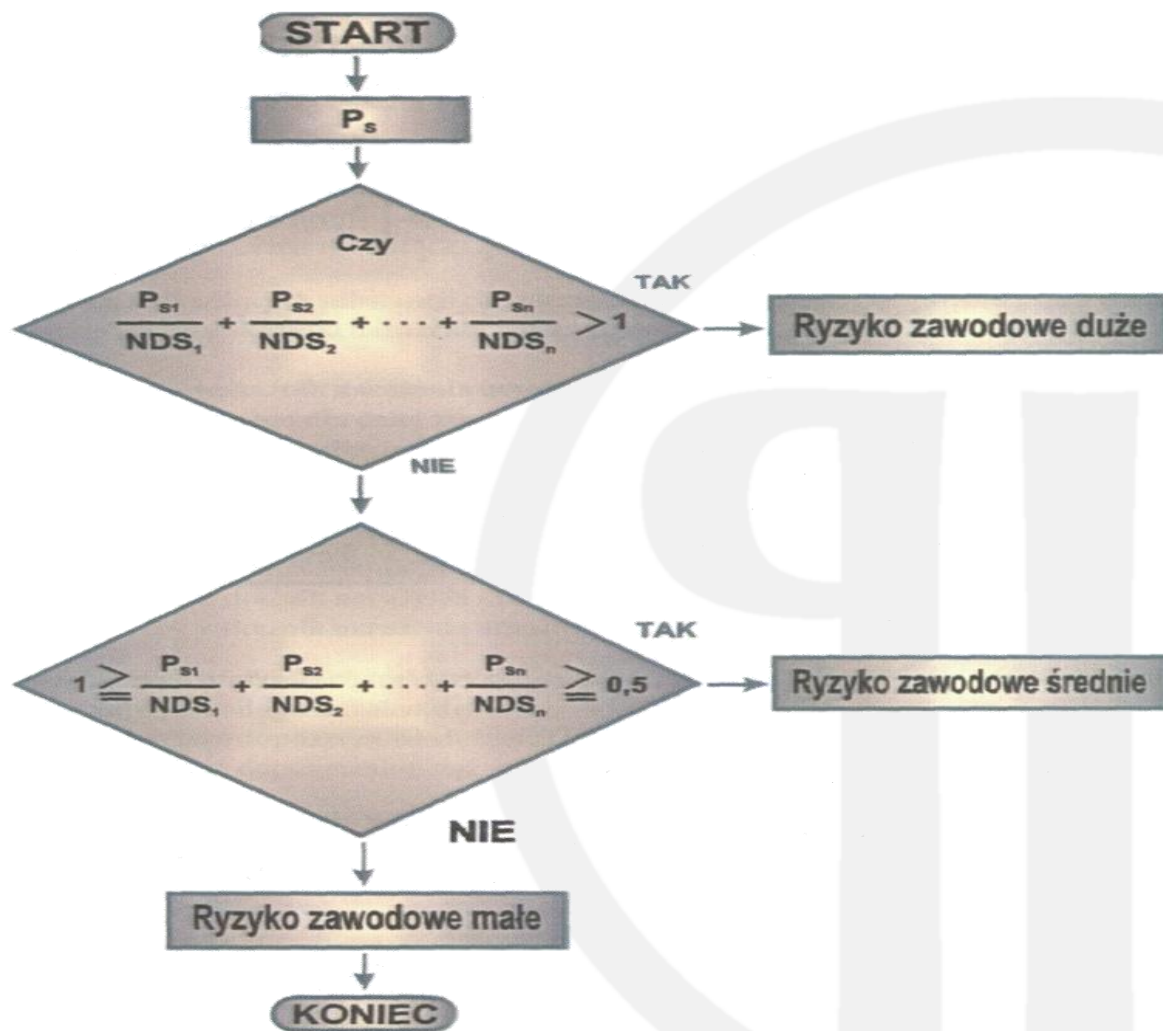 START
Pₛ
Czy
TAK
Pₛ₁/NDS₁ + Pₛ₂/NDS₂ + · · · + Pₛₙ/NDSₙ > 1
Ryzyko zawodowe duże
NIE
TAK
1 ≧ Pₛ₁/NDS₁ + Pₛ₂/NDS₂ + · · · + Pₛₙ/NDSₙ ≧ 0,5
Ryzyko zawodowe średnie
NIE
Ryzyko zawodowe małe
KONIEC